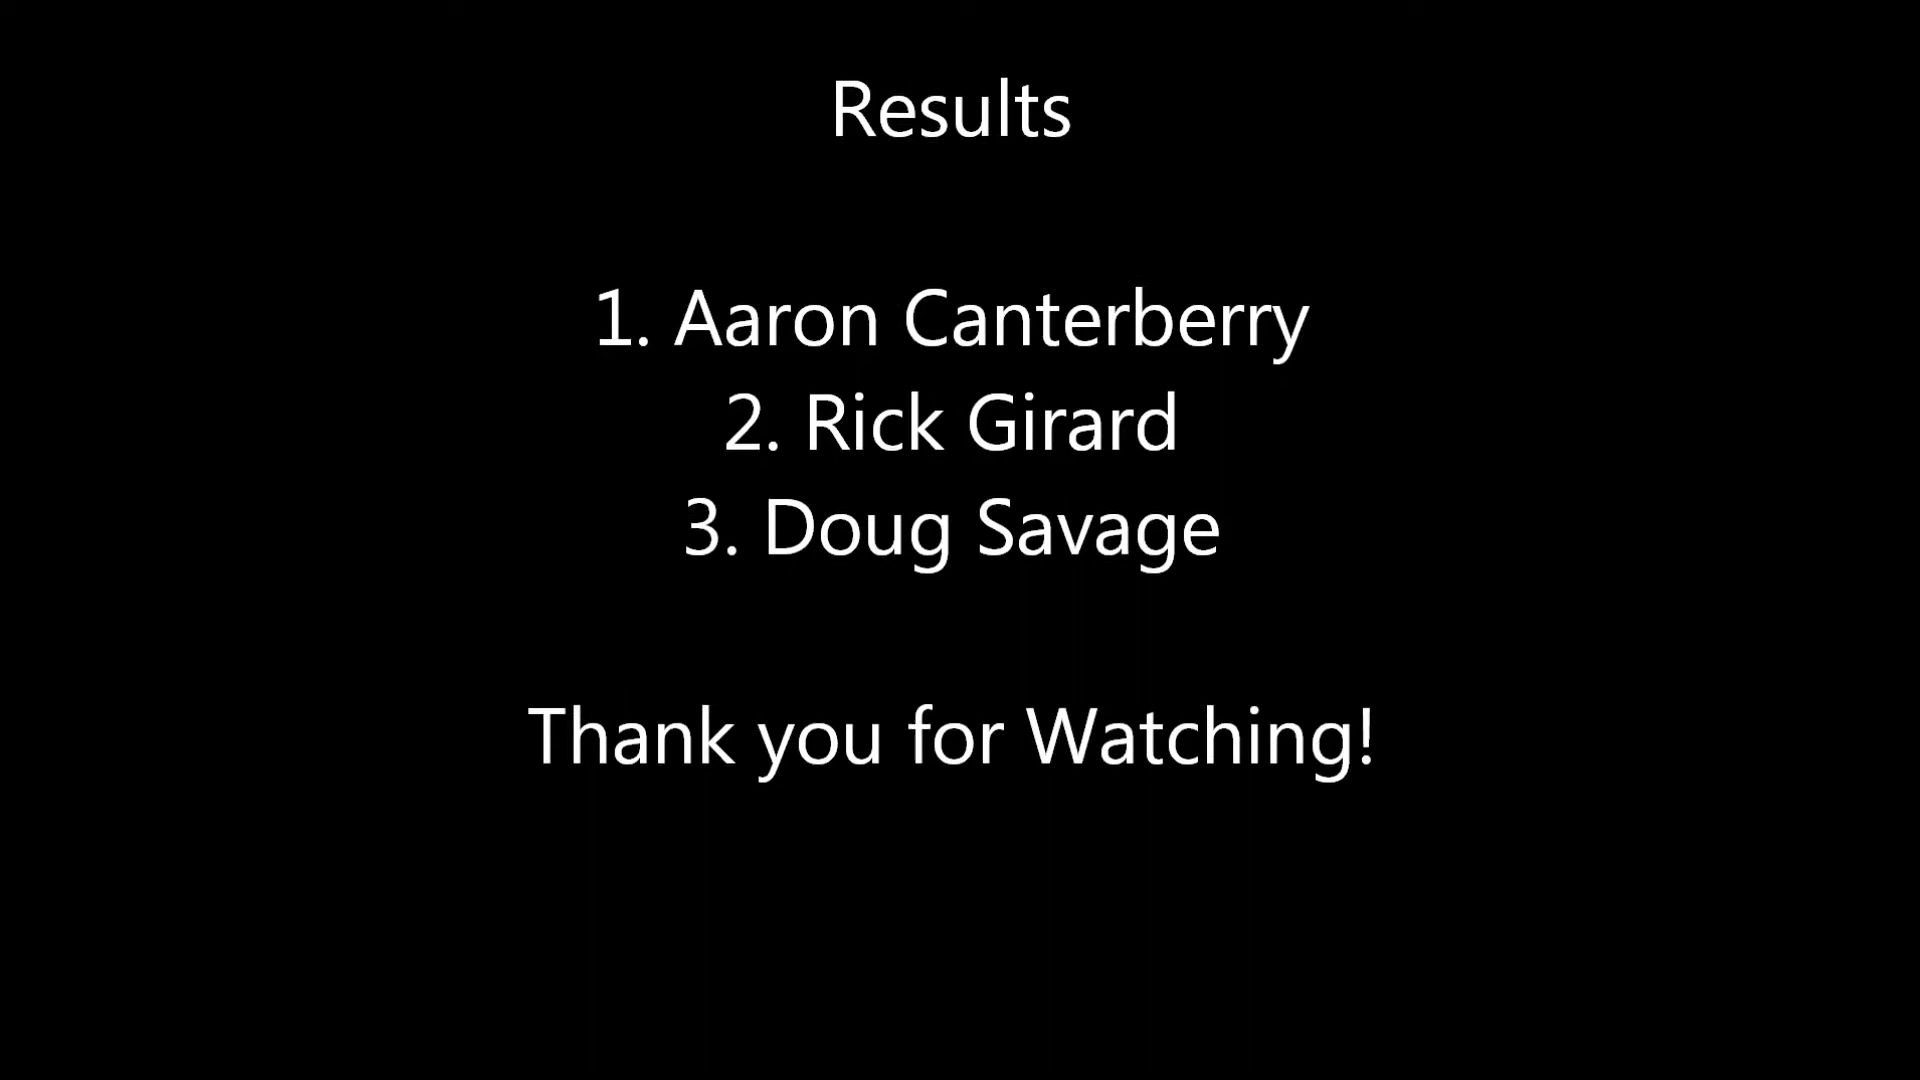 Results
1. Aaron Canterberry
2. Rick Girard
3. Doug Savage
Thank you for Watching!